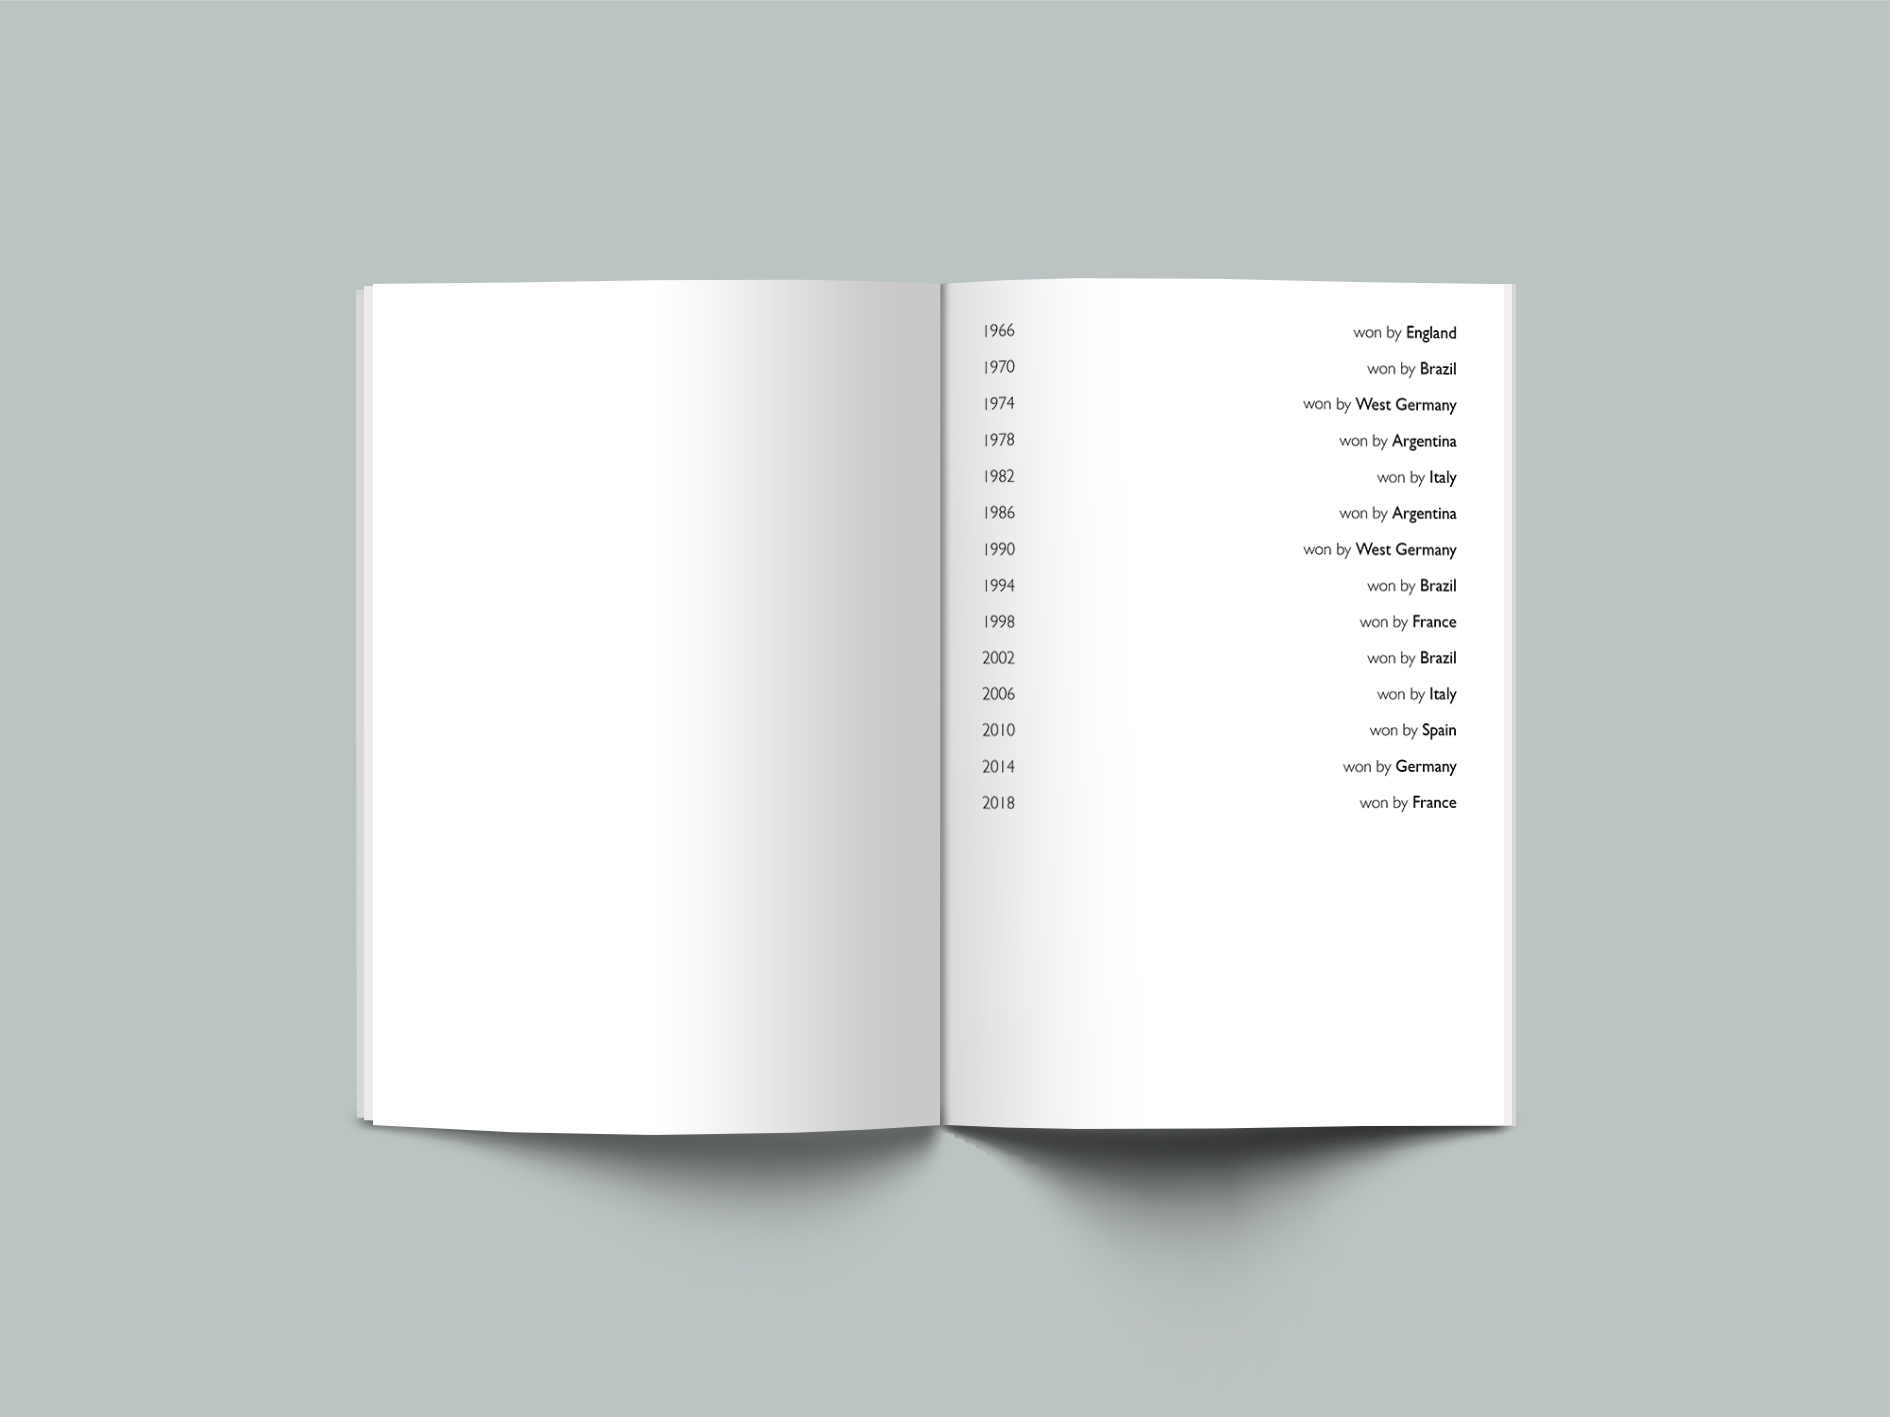 1966 won by England
1970 won by Brazil
1974 won by West Germany
1978 won by Argentina
1982 won by Italy
1986 won by Argentina
1990 won by West Germany
1994 won by Brazil
1998 won by France
2002 won by Brazil
2006 won by Italy
2010 won by Spain
2014 won by Germany
2018 won by France